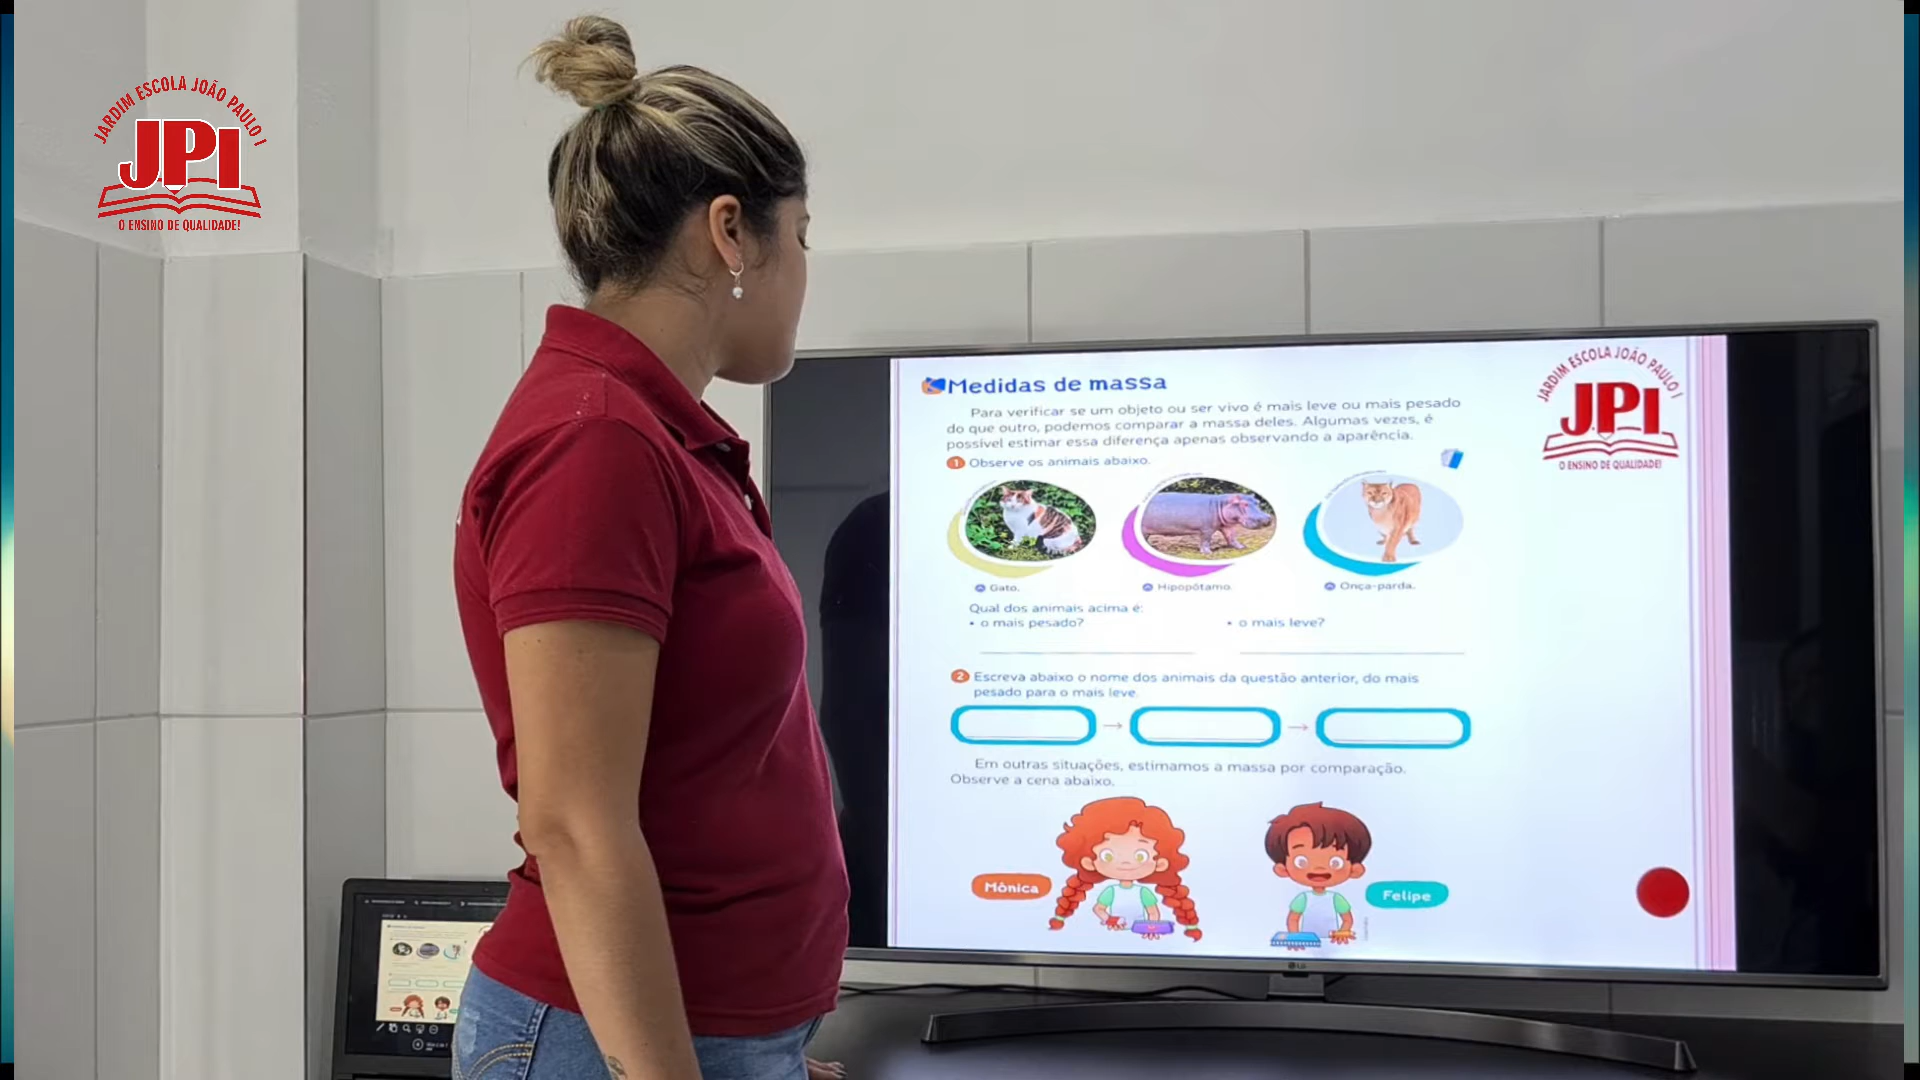 JARDIM ESCOLA JOÃO PAULO I
JPI
O ENSINO DE QUALIDADE!
Medidas de massa
JARDIM ESCOLA JOÃO PAULO I
JPI
O ENSINO DE QUALIDADE!
Para verificar se um objeto ou ser vivo é mais leve ou mais pesado
do que outro, podemos comparar a massa deles. Algumas vezes, é
possível estimar essa diferença apenas observando a aparência.
1 Observe os animais abaixo.
Gato.
Hipopótamo.
Onça-parda.
Qual dos animais acima é:
• o mais pesado?
• o mais leve?
2 Escreva abaixo o nome dos animais da questão anterior, do mais
pesado para o mais leve.
Em outras situações, estimamos a massa por comparação.
Observe a cena abaixo.
Mônica
Felipe
LG